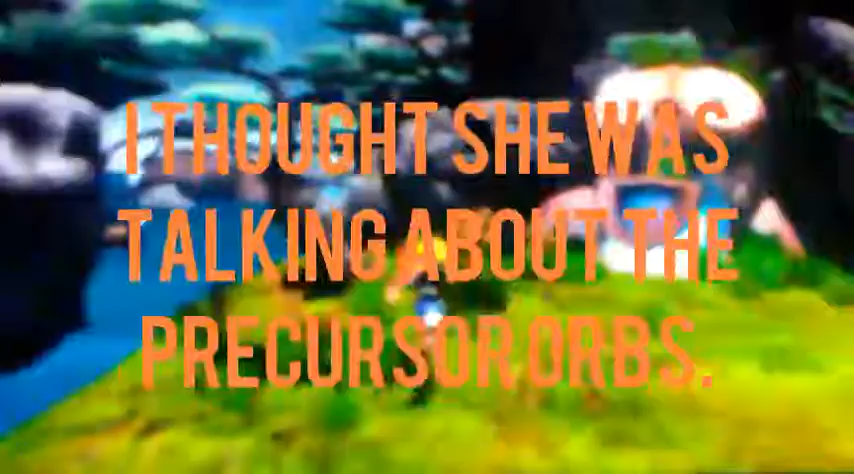 I THOUGHT SHE WAS
TALKING ABOUT THE
PRECURSOR ORBS.